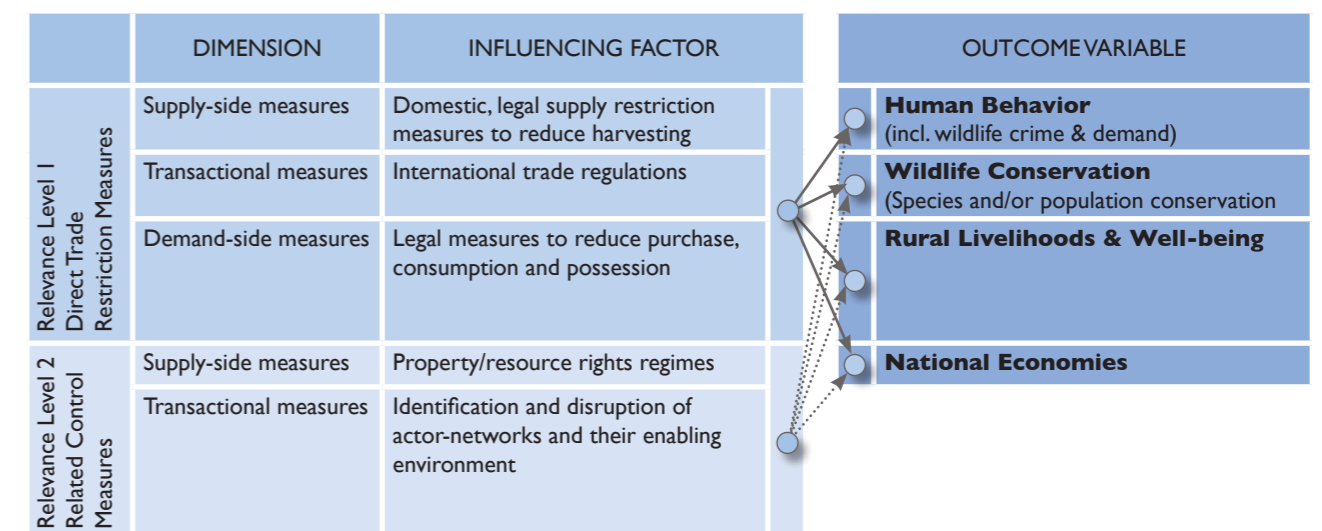 DIMENSION
INFLUENCING FACTOR
OUTCOME VARIABLE
Relevance Level 1
Direct Trade
Restriction Measures
Supply-side measures
Domestic, legal supply restriction
measures to reduce harvesting
Transactional measures
International trade regulations
Demand-side measures
Legal measures to reduce purchase,
consumption and possession
Relevance Level 2
Related Control
Measures
Supply-side measures
Property/resource rights regimes
Transactional measures
Identification and disruption of
actor-networks and their enabling
environment
Human Behavior
(incl. wildlife crime & demand)
Wildlife Conservation
(Species and/or population conservation
Rural Livelihoods & Well-being
National Economies